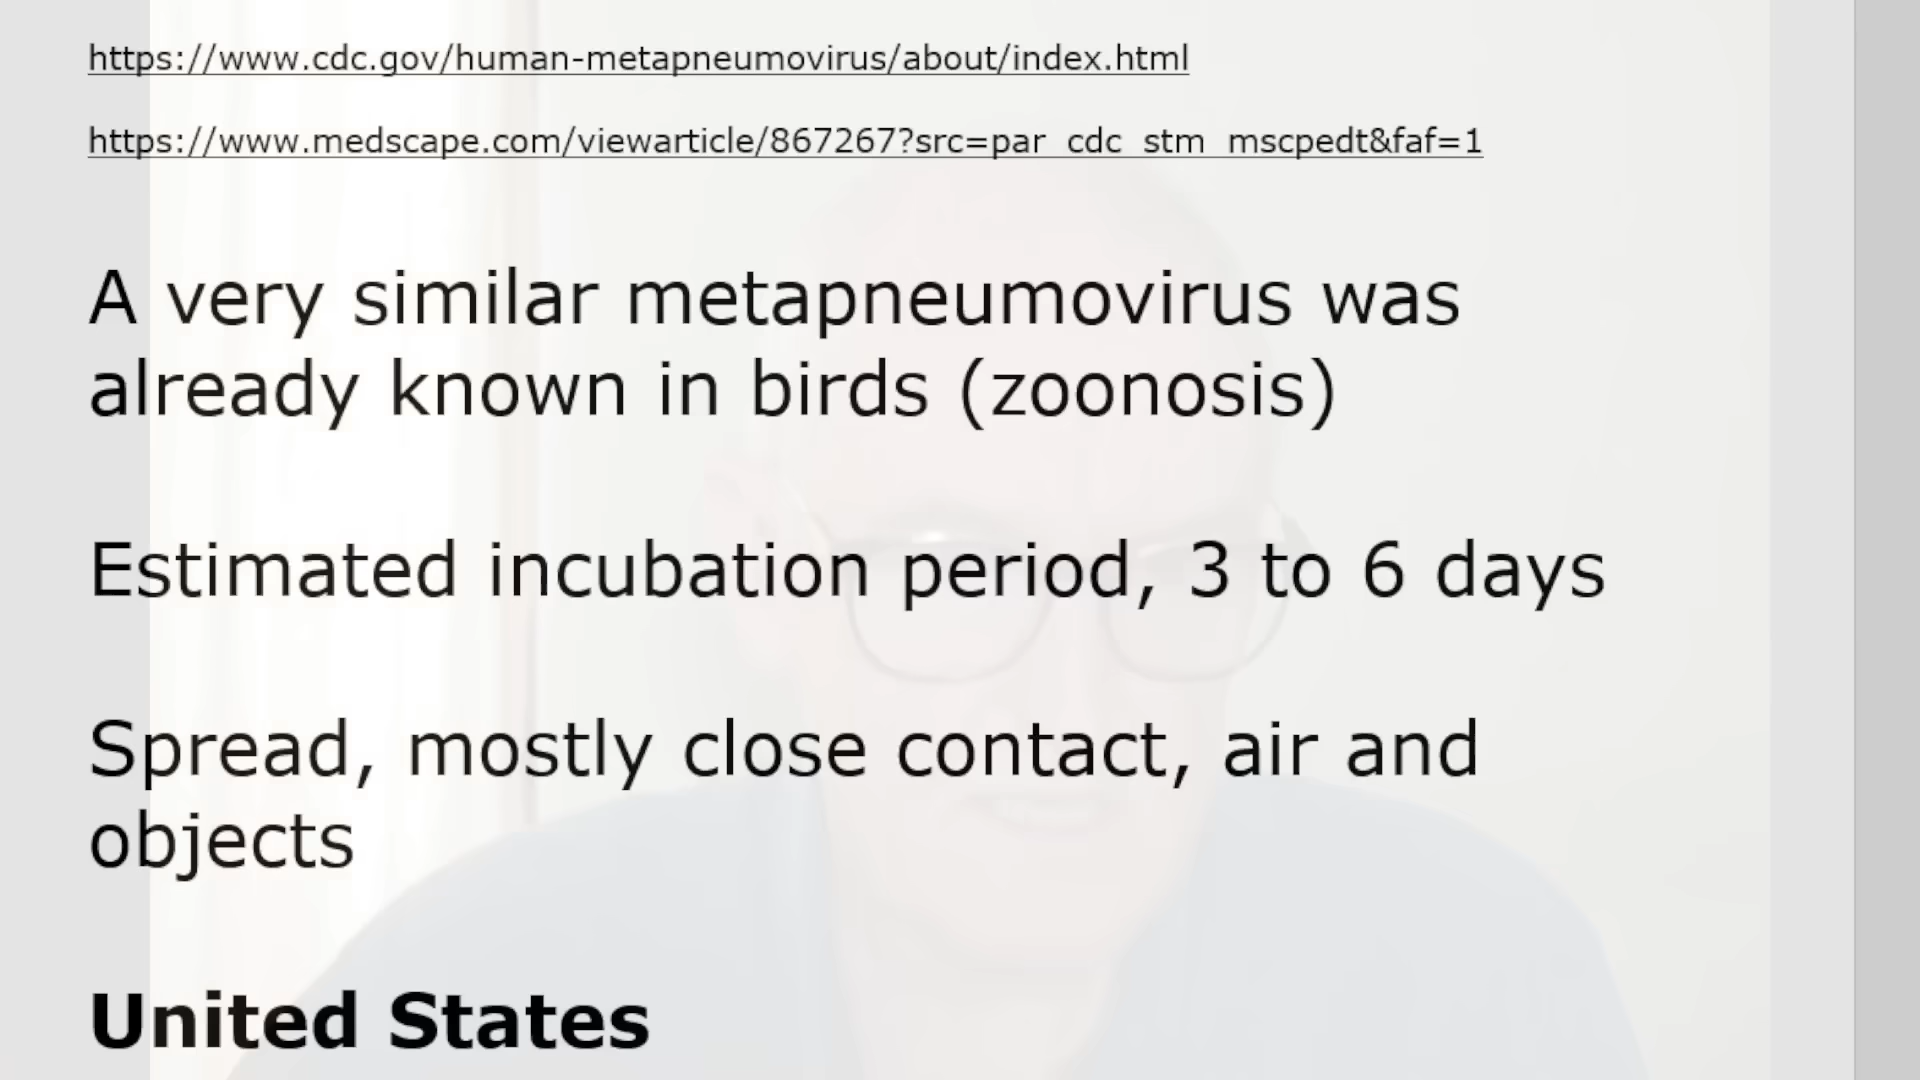 https://www.cdc.gov/human-metapneumovirus/about/index.html
https://www.medscape.com/viewarticle/867267?src=par_cdc_stm_mscpedt&faf=1
A very similar metapneumovirus was
already known in birds (zoonosis)
Estimated incubation period, 3 to 6 days
Spread, mostly close contact, air and
objects
United States